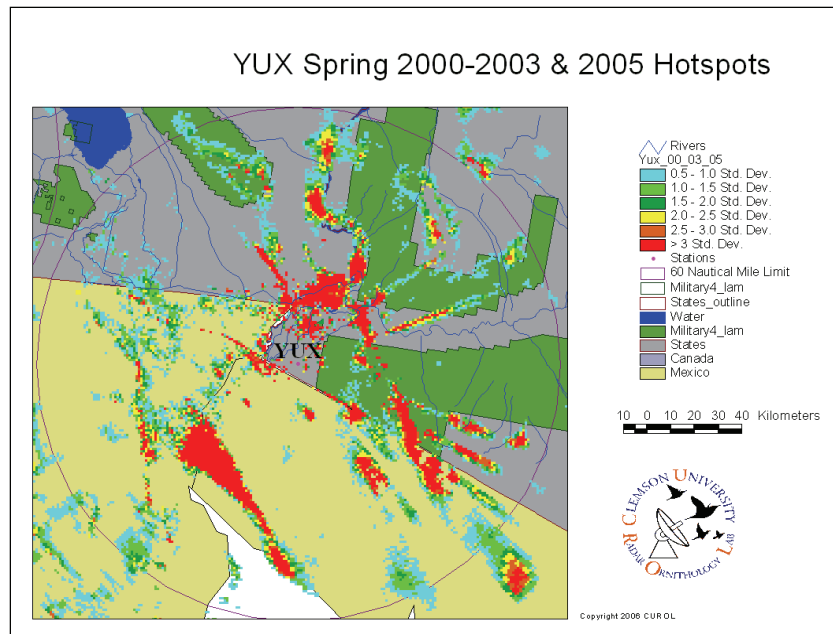 YUX Spring 2000-2003 & 2005 Hotspots
YUX
Rivers
Yux_00_03_05
0.5 - 1.0 Std. Dev.
1.0 - 1.5 Std. Dev.
1.5 - 2.0 Std. Dev.
2.0 - 2.5 Std. Dev.
2.5 - 3.0 Std. Dev.
> 3 Std. Dev.
Stations
60 Nautical Mile Limit
Military4_lam
States_outline
Water
Military4_lam
States
Canada
Mexico
10 0 10 20 30 40 Kilometers
CLEMSON UNIVERSITY
RADAR ORNITHOLOGY LAB
Copyright 2006 CUROL